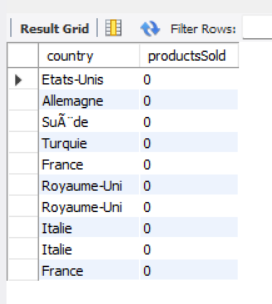 Result Grid Filter Rows:
country productsSold
Etats-Unis 0
Allemagne 0
SuÃ¨de 0
Turquie 0
France 0
Royaume-Uni 0
Royaume-Uni 0
Italie 0
Italie 0
France 0